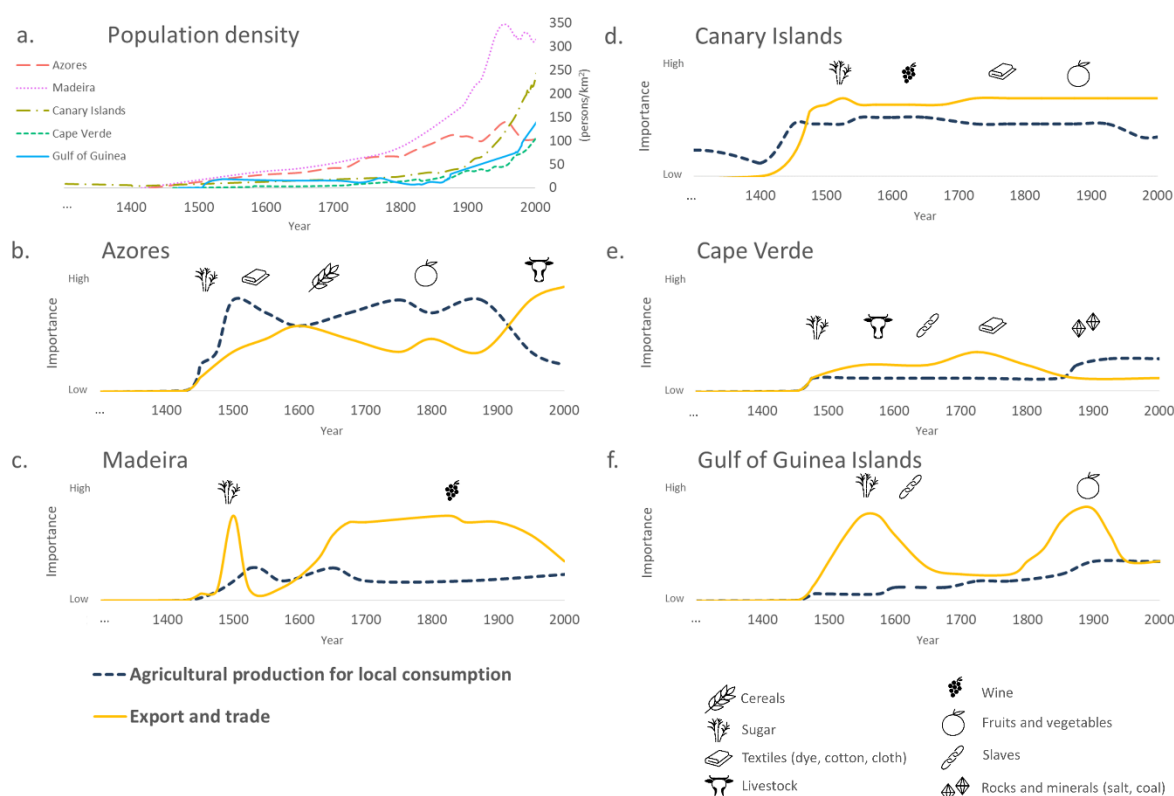 a. Population density
Azores
Madeira
Canary Islands
Cape Verde
Gulf of Guinea
350
300
250
200
150
100
50
0
(persons/km²)
... 1400 1500 1600 1700 1800 1900 2000
Year
b. Azores
High
Importance
Low
... 1400 1500 1600 1700 1800 1900 2000
Year
c. Madeira
High
Importance
Low
... 1400 1500 1600 1700 1800 1900 2000
Year
Agricultural production for local consumption
Export and trade
d. Canary Islands
High
Importance
Low
... 1400 1500 1600 1700 1800 1900 2000
Year
e. Cape Verde
High
Importance
Low
... 1400 1500 1600 1700 1800 1900 2000
Year
f. Gulf of Guinea Islands
High
Importance
Low
... 1400 1500 1600 1700 1800 1900 2000
Year
Cereals
Sugar
Textiles (dye, cotton, cloth)
Livestock
Wine
Fruits and vegetables
Slaves
Rocks and minerals (salt, coal)